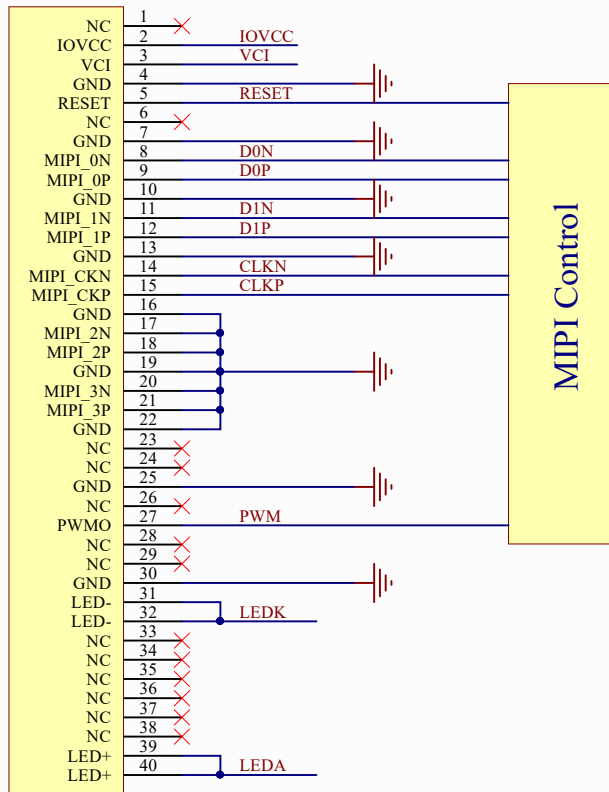 NC 1
IOVCC 2 IOVCC
VCI 3 VCI
GND 4
RESET 5 RESET
NC 6
GND 7
MIPI_0N 8 D0N
MIPI_0P 9 D0P
GND 10
MIPI_1N 11 D1N
MIPI_1P 12 D1P
GND 13
MIPI_CKN 14 CLKN
MIPI_CKP 15 CLKP
GND 16
MIPI_2N 17
MIPI_2P 18
GND 19
MIPI_3N 20
MIPI_3P 21
GND 22
NC 23
NC 24
GND 25
NC 26
PWMO 27 PWM
NC 28
NC 29
GND 30
LED- 31
LED- 32 LEDK
NC 33
NC 34
NC 35
NC 36
NC 37
NC 38
LED+ 39
LED+ 40 LEDA
MIPI Control